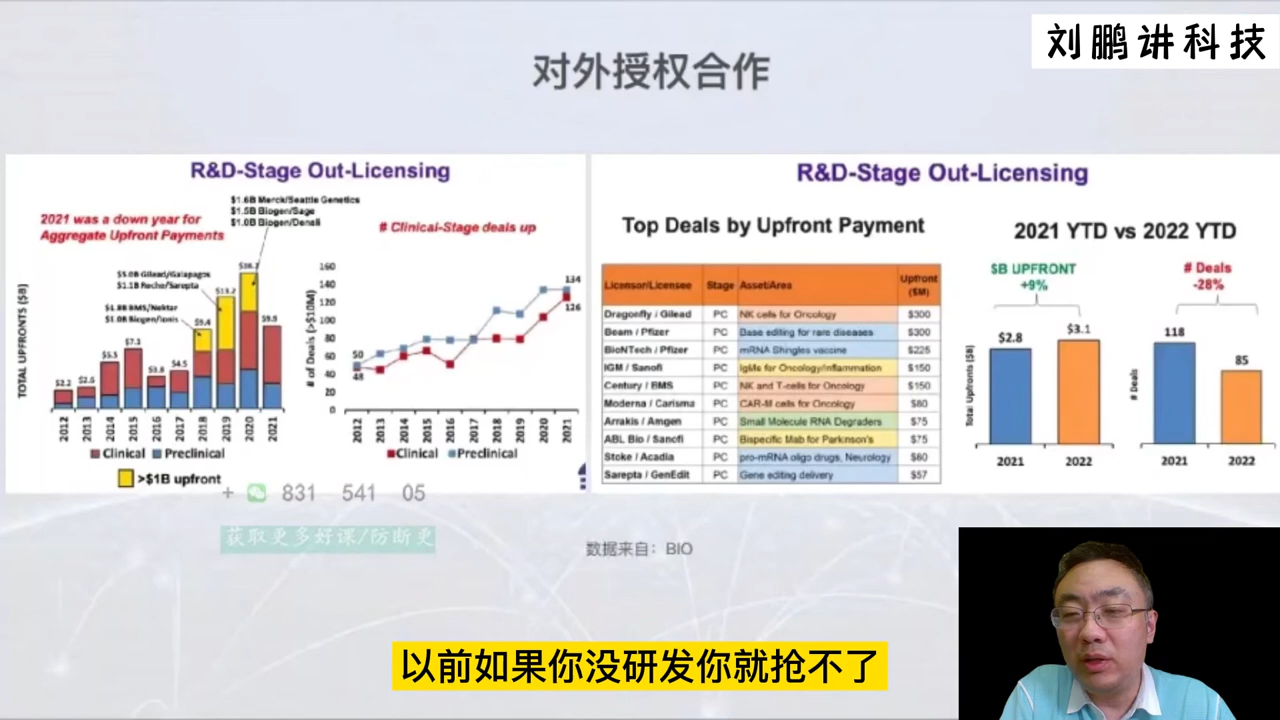 刘鹏讲科技
对外授权合作
R&D-Stage Out-Licensing
2021 was a down year for
Aggregate Upfront Payments
$1.6B Merck/Seattle Genetics
$1.5B Biogen/Sage
$1.0B Biogen/Denali
$5.0B Gilead/Galapagos
$1.1B Roche/Sarepta
$1.8B BMS/Nektar
$1.0B Biogen/Ionis
TOTAL UPFRONTS ($B)
$2.2
$2.6
$5.3
$7.3
$3.8
$4.5
$9.4
$13.2
$9.9
2012 2013 2014 2015 2016 2017 2018 2019 2020 2021
Clinical Preclinical
>$1B upfront
# Clinical-Stage deals up
# of Deals (>$10M)
160
140
120
100
80
60
40
20
0
50
48
134
126
2012 2013 2014 2015 2016 2017 2018 2019 2020 2021
Clinical Preclinical
R&D-Stage Out-Licensing
Top Deals by Upfront Payment
Licensor/Licensee Stage Asset/Area Upfront ($M)
Dragonfly / Gilead PC NK cells for Oncology $300
Beam / Pfizer PC Base editing for rare diseases $300
BioNTech / Pfizer PC mRNA Shingles vaccine $225
IGM / Sanofi PC IgMs for Oncology/Inflammation $150
Century / BMS PC NK and T-cells for Oncology $150
Moderna / Carisma PC CAR-M cells for Oncology $80
Arrakis / Amgen PC Small Molecule RNA Degraders $75
ABL Bio / Sanofi PC Bispecific Mab for Parkinson's $75
Stoke / Acadia PC pro-mRNA oligo drugs, Neurology $60
Sarepta / GenEdit PC Gene editing delivery $57
2021 YTD vs 2022 YTD
$B UPFRONT
+9%
# Deals
-28%
Total Upfronts ($B)
$2.8
$3.1
2021 2022
# Deals
118
85
2021 2022
+ 831 541 05
获取更多好课/防断更
数据来自：BIO
以前如果你没研发你就抢不了